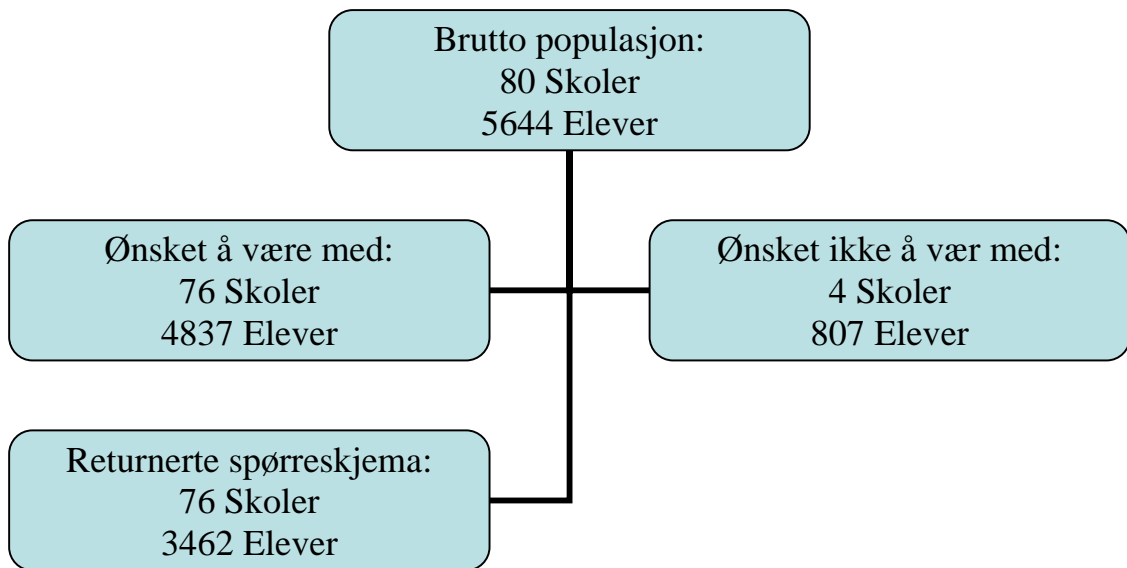 Brutto populasjon:
80 Skoler
5644 Elever
Ønsket å være med:
76 Skoler
4837 Elever
Ønsket ikke å vær med:
4 Skoler
807 Elever
Returnerte spørreskjema:
76 Skoler
3462 Elever